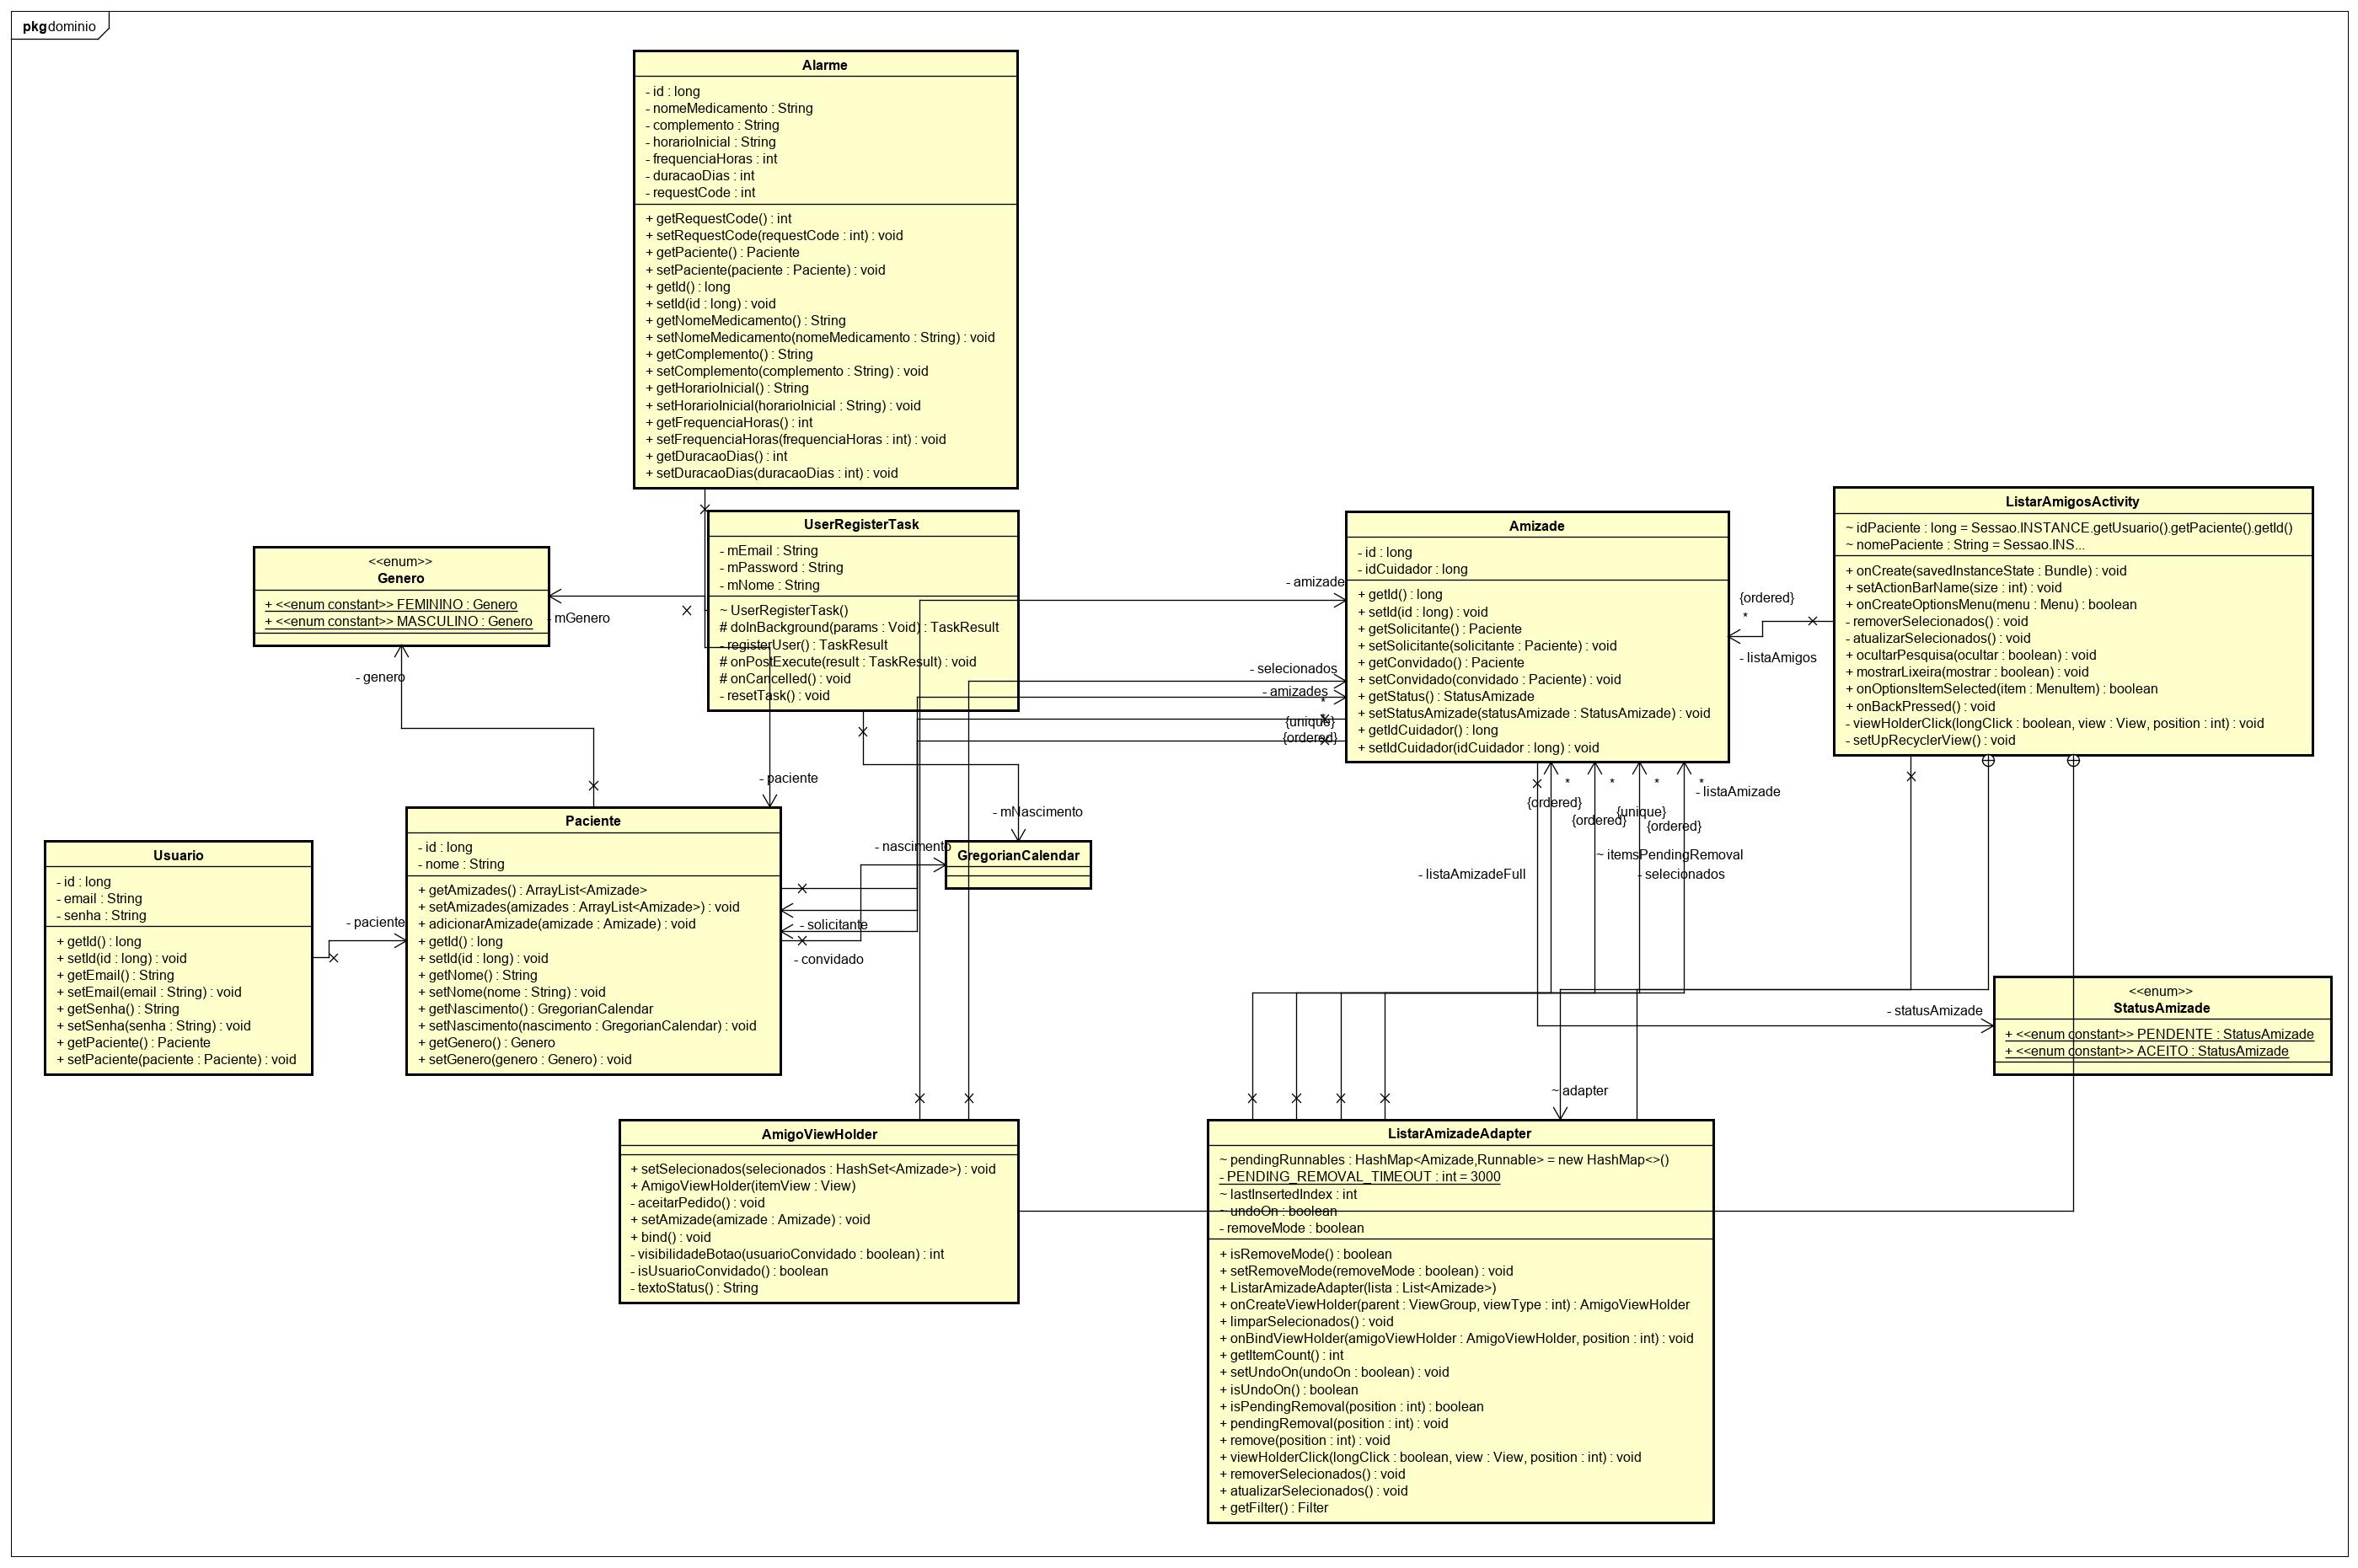 pkg dominio
Alarme
- id : long
- nomeMedicamento : String
- complemento : String
- horarioInicial : String
- frequenciaHoras : int
- duracaoDias : int
- requestCode : int
+ getRequestCode() : int
+ setRequestCode(requestCode : int) : void
+ getPaciente() : Paciente
+ setPaciente(paciente : Paciente) : void
+ getId() : long
+ setId(id : long) : void
+ getNomeMedicamento() : String
+ setNomeMedicamento(nomeMedicamento : String) : void
+ getComplemento() : String
+ setComplemento(complemento : String) : void
+ getHorarioInicial() : String
+ setHorarioInicial(horarioInicial : String) : void
+ getFrequenciaHoras() : int
+ setFrequenciaHoras(frequenciaHoras : int) : void
+ getDuracaoDias() : int
+ setDuracaoDias(duracaoDias : int) : void
<<enum>>
Genero
+ <<enum constant>> FEMININO : Genero
+ <<enum constant>> MASCULINO : Genero
- mGenero
- genero
UserRegisterTask
- mEmail : String
- mPassword : String
- mNome : String
~ UserRegisterTask()
# doInBackground(params : Void) : TaskResult
- registerUser() : TaskResult
# onPostExecute(result : TaskResult) : void
# onCancelled() : void
- resetTask() : void
- amizade
- selecionados
- amizades
*
{unique}
{ordered}
Amizade
- id : long
- idCuidador : long
+ getId() : long
+ setId(id : long) : void
+ getSolicitante() : Paciente
+ setSolicitante(solicitante : Paciente) : void
+ getConvidado() : Paciente
+ setConvidado(convidado : Paciente) : void
+ getStatus() : StatusAmizade
+ setStatusAmizade(statusAmizade : StatusAmizade) : void
+ getIdCuidador() : long
+ setIdCuidador(idCuidador : long) : void
{ordered}
*
- listaAmigos
ListarAmigosActivity
~ idPaciente : long = Sessao.INSTANCE.getUsuario().getPaciente().getId()
~ nomePaciente : String = Sessao.INS...
+ onCreate(savedInstanceState : Bundle) : void
+ setActionBarName(size : int) : void
+ onCreateOptionsMenu(menu : Menu) : boolean
- removerSelecionados() : void
- atualizarSelecionados() : void
+ ocultarPesquisa(ocultar : boolean) : void
+ mostrarLixeira(mostrar : boolean) : void
+ onOptionsItemSelected(item : MenuItem) : boolean
+ onBackPressed() : void
- viewHolderClick(longClick : boolean, view : View, position : int) : void
- setUpRecyclerView() : void
- paciente
- mNascimento
- nascimento
GregorianCalendar
* * * *
- listaAmizade
{ordered}
{ordered}
{unique}
{ordered}
~ itemsPendingRemoval
- listaAmizadeFull
- selecionados
Usuario
- id : long
- email : String
- senha : String
+ getId() : long
+ setId(id : long) : void
+ getEmail() : String
+ setEmail(email : String) : void
+ getSenha() : String
+ setSenha(senha : String) : void
+ getPaciente() : Paciente
+ setPaciente(paciente : Paciente) : void
- paciente
Paciente
- id : long
- nome : String
+ getAmizades() : ArrayList<Amizade>
+ setAmizades(amizades : ArrayList<Amizade>) : void
+ adicionarAmizade(amizade : Amizade) : void
+ getId() : long
+ setId(id : long) : void
+ getNome() : String
+ setNome(nome : String) : void
+ getNascimento() : GregorianCalendar
+ setNascimento(nascimento : GregorianCalendar) : void
+ getGenero() : Genero
+ setGenero(genero : Genero) : void
- solicitante
- convidado
- statusAmizade
<<enum>>
StatusAmizade
+ <<enum constant>> PENDENTE : StatusAmizade
+ <<enum constant>> ACEITO : StatusAmizade
~ adapter
AmigoViewHolder
+ setSelecionados(selecionados : HashSet<Amizade>) : void
+ AmigoViewHolder(itemView : View)
- aceitarPedido() : void
+ setAmizade(amizade : Amizade) : void
+ bind() : void
- visibilidadeBotao(usuarioConvidado : boolean) : int
- isUsuarioConvidado() : boolean
- textoStatus() : String
ListarAmizadeAdapter
~ pendingRunnables : HashMap<Amizade,Runnable> = new HashMap<>()
- PENDING_REMOVAL_TIMEOUT : int = 3000
~ lastInsertedIndex : int
~ undoOn : boolean
- removeMode : boolean
+ isRemoveMode() : boolean
+ setRemoveMode(removeMode : boolean) : void
+ ListarAmizadeAdapter(lista : List<Amizade>)
+ onCreateViewHolder(parent : ViewGroup, viewType : int) : AmigoViewHolder
+ limparSelecionados() : void
+ onBindViewHolder(amigoViewHolder : AmigoViewHolder, position : int) : void
+ getItemCount() : int
+ setUndoOn(undoOn : boolean) : void
+ isUndoOn() : boolean
+ isPendingRemoval(position : int) : boolean
+ pendingRemoval(position : int) : void
+ remove(position : int) : void
+ viewHolderClick(longClick : boolean, view : View, position : int) : void
+ removerSelecionados() : void
+ atualizarSelecionados() : void
+ getFilter() : Filter